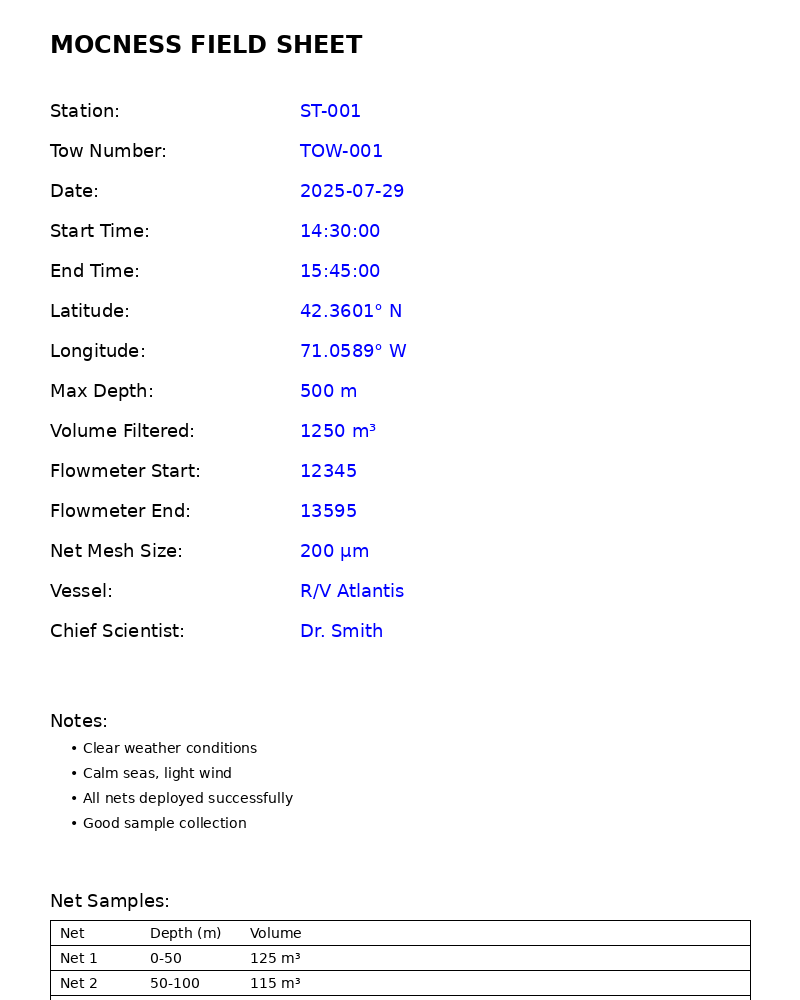 MOCNESS FIELD SHEET
Station: ST-001
Tow Number: TOW-001
Date: 2025-07-29
Start Time: 14:30:00
End Time: 15:45:00
Latitude: 42.3601° N
Longitude: 71.0589° W
Max Depth: 500 m
Volume Filtered: 1250 m³
Flowmeter Start: 12345
Flowmeter End: 13595
Net Mesh Size: 200 µm
Vessel: R/V Atlantis
Chief Scientist: Dr. Smith
Notes:
• Clear weather conditions
• Calm seas, light wind
• All nets deployed successfully
• Good sample collection
Net Samples:
Net Depth (m) Volume
Net 1 0-50 125 m³
Net 2 50-100 115 m³